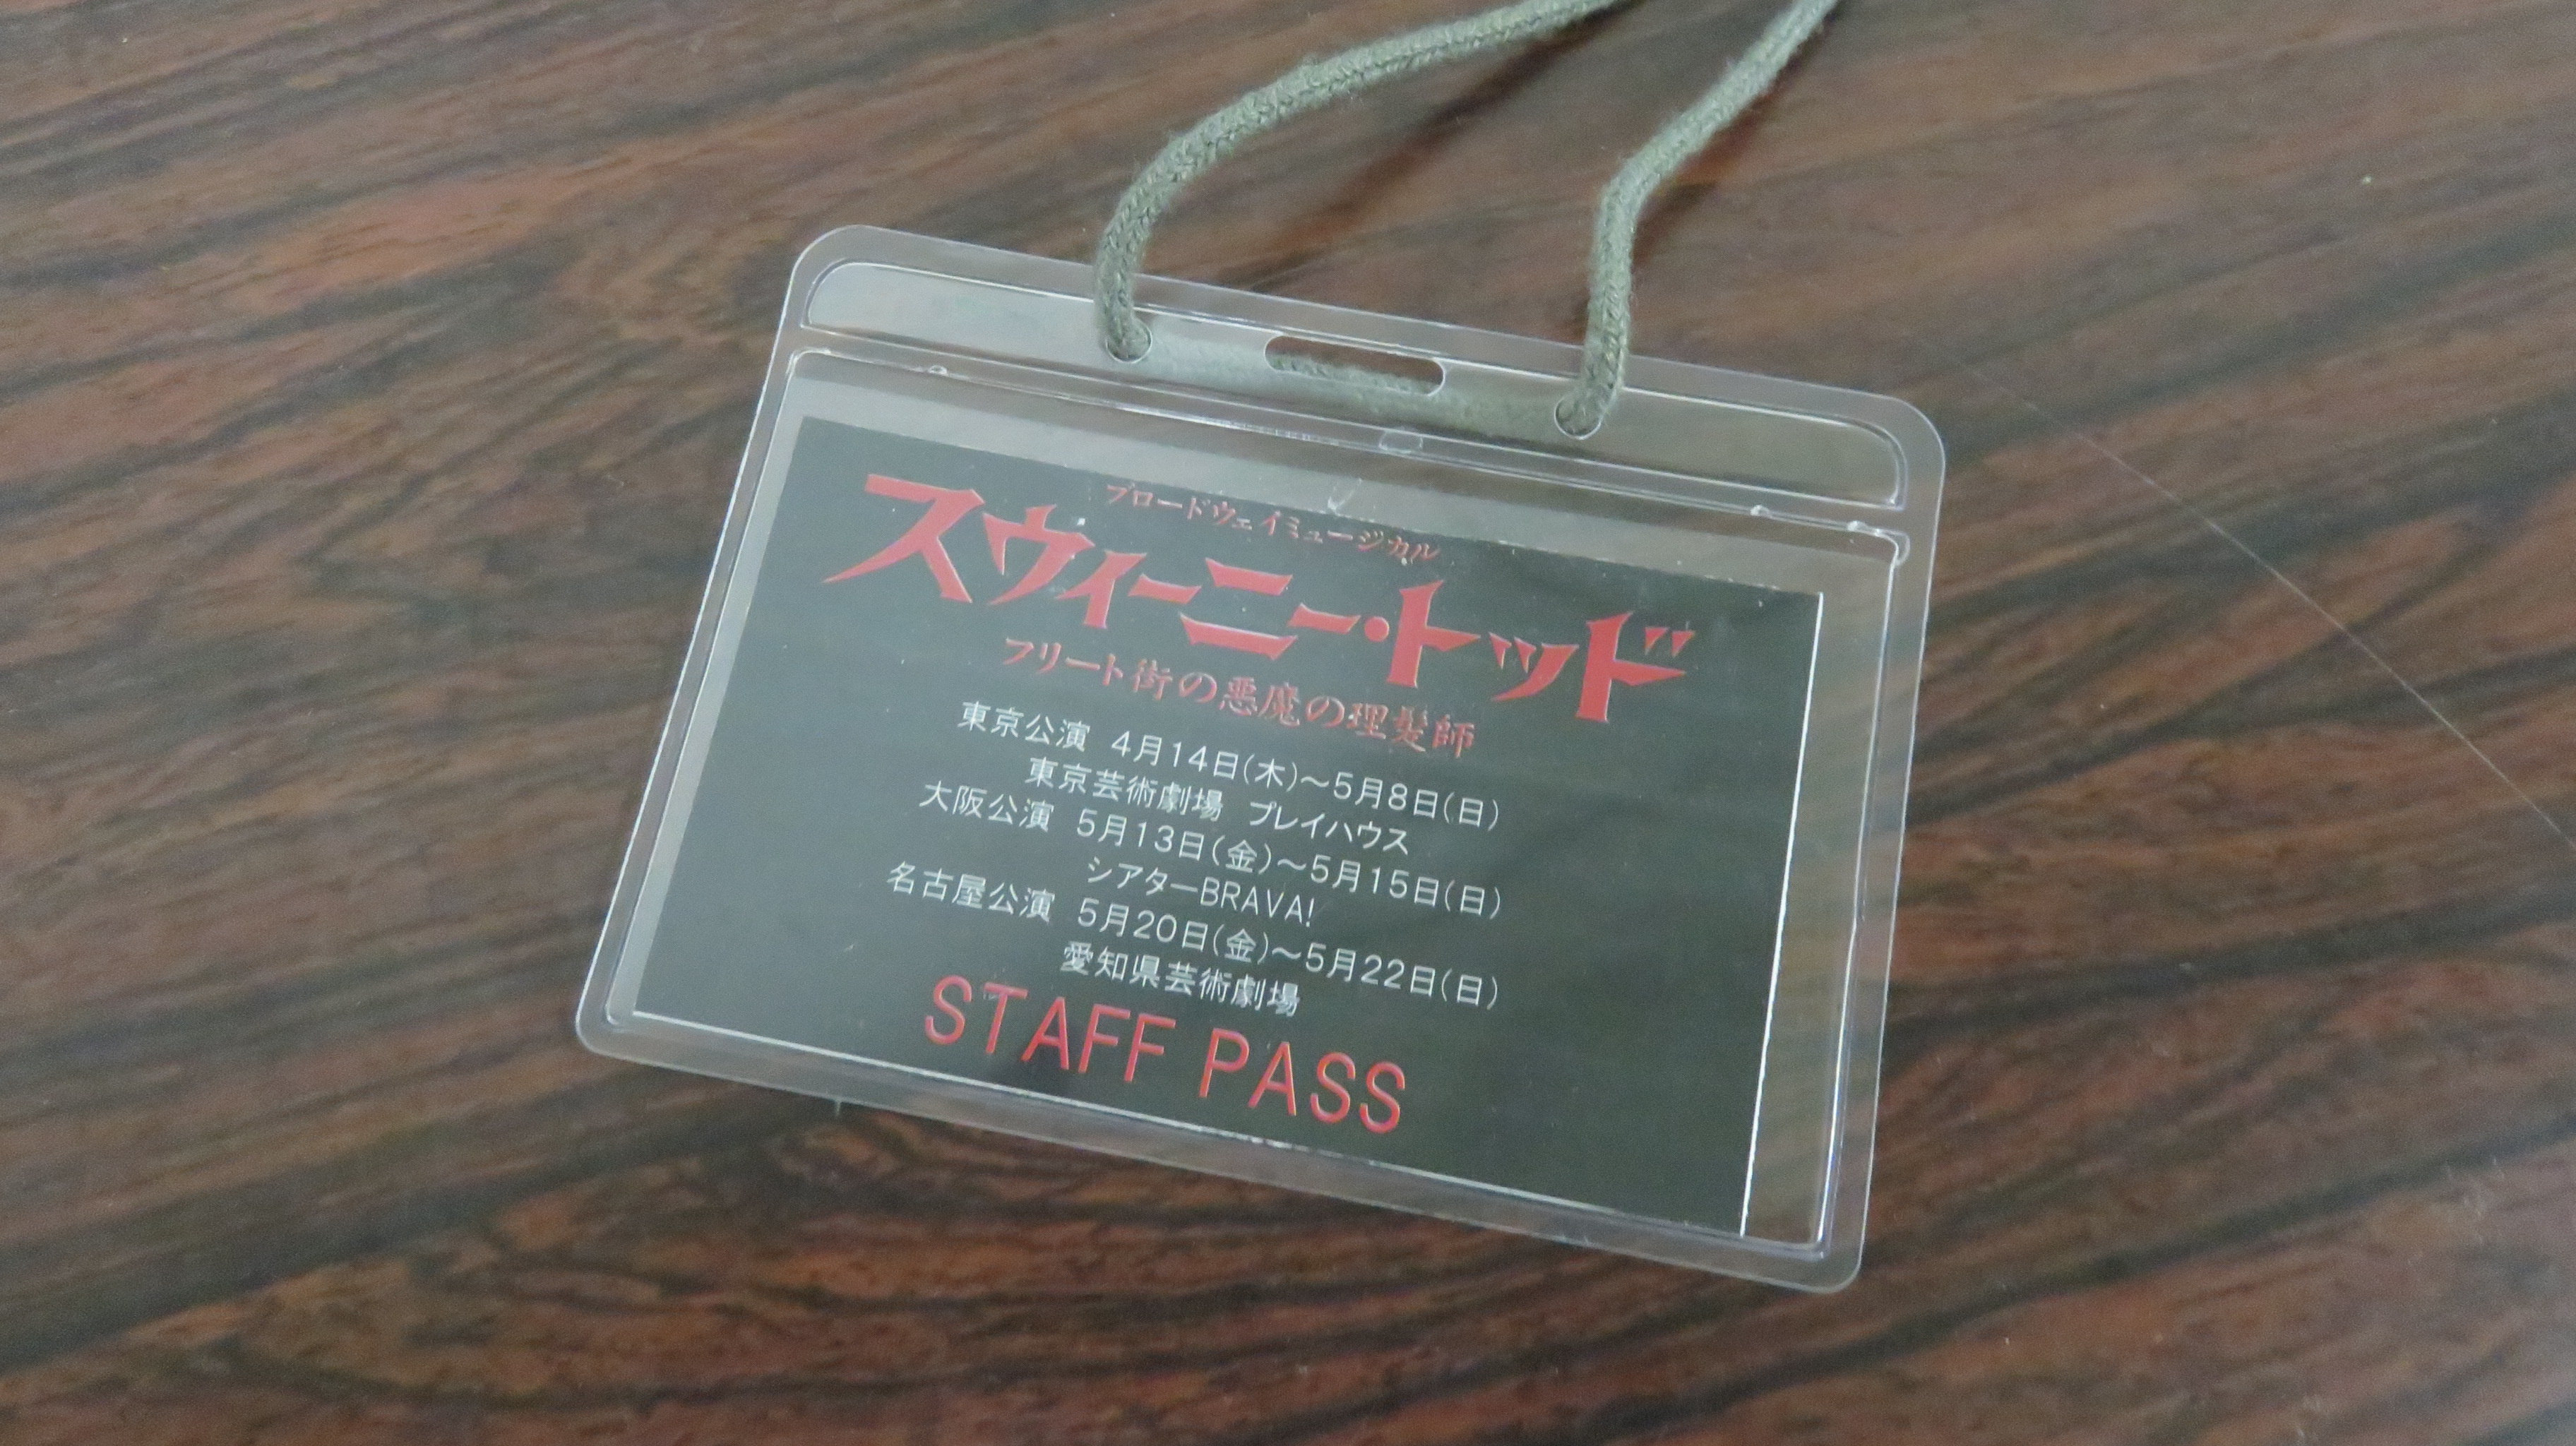 ブロードウェイミュージカル
スウィーニー・トッド
フリート街の悪魔の理髪師
東京公演 4月14日(木)~5月8日(日)
東京芸術劇場 プレイハウス
大阪公演 5月13日(金)~5月15日(日)
シアターBRAVA!
名古屋公演 5月20日(金)~5月22日(日)
愛知県芸術劇場
STAFF PASS